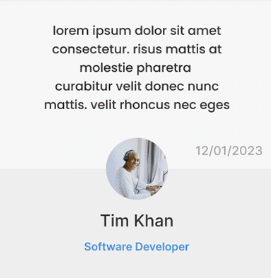 lorem ipsum dolor sit amet
consectetur. risus mattis at
molestie pharetra
curabitur velit donec nunc
mattis. velit rhoncus nec eges
12/01/2023
Tim Khan
Software Developer